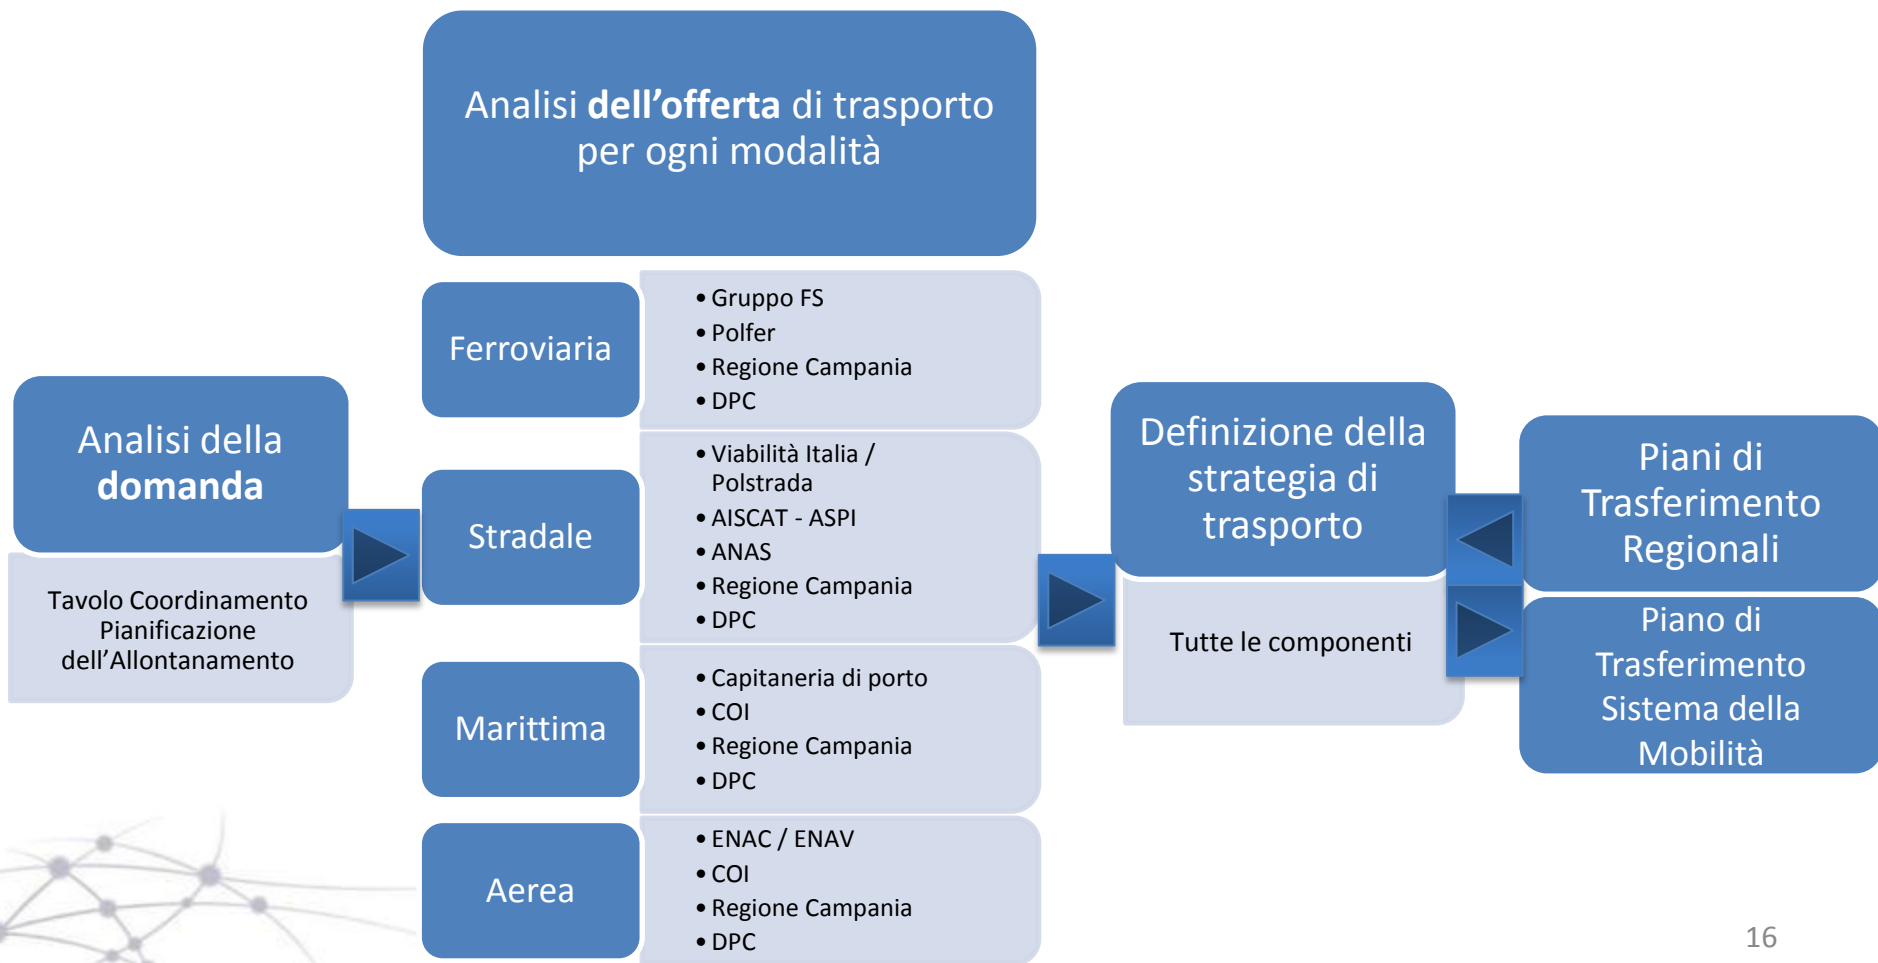 Analisi dell’offerta di trasporto
per ogni modalità
Analisi della
domanda
Tavolo Coordinamento
Pianificazione
dell’Allontanamento
Ferroviaria
• Gruppo FS
• Polfer
• Regione Campania
• DPC
Stradale
• Viabilità Italia /
Polstrada
• AISCAT - ASPI
• ANAS
• Regione Campania
• DPC
Marittima
• Capitaneria di porto
• COI
• Regione Campania
• DPC
Aerea
• ENAC / ENAV
• COI
• Regione Campania
• DPC
Definizione della
strategia di
trasporto
Tutte le componenti
Piani di
Trasferimento
Regionali
Piano di
Trasferimento
Sistema della
Mobilità
16